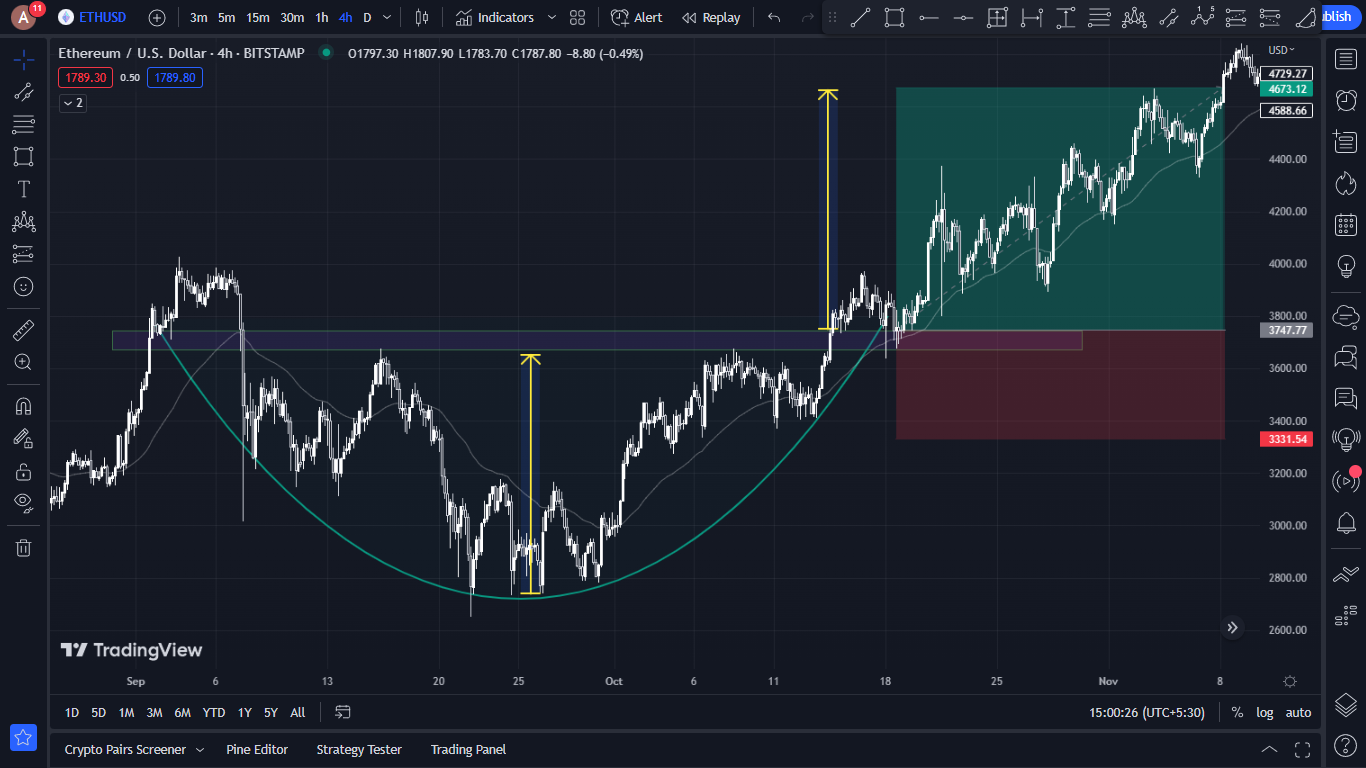 A 11 ETHUSD 3m 5m 15m 30m 1h 4h D Indicators Alert Replay 1 5 blish
Ethereum / U.S. Dollar · 4h · BITSTAMP O1797.30 H1807.90 L1783.70 C1787.80 −8.80 (−0.49%)
USD
1789.30 0.50 1789.80
2
4729.27
4673.12
4588.66
4400.00
4200.00
4000.00
3800.00
3747.77
3600.00
3400.00
3331.54
3200.00
3000.00
2800.00
2600.00
TradingView
Sep 6 13 20 25 Oct 6 11 18 25 Nov 8
1D 5D 1M 3M 6M YTD 1Y 5Y All 15:00:26 (UTC+5:30) % log auto
Crypto Pairs Screener Pine Editor Strategy Tester Trading Panel